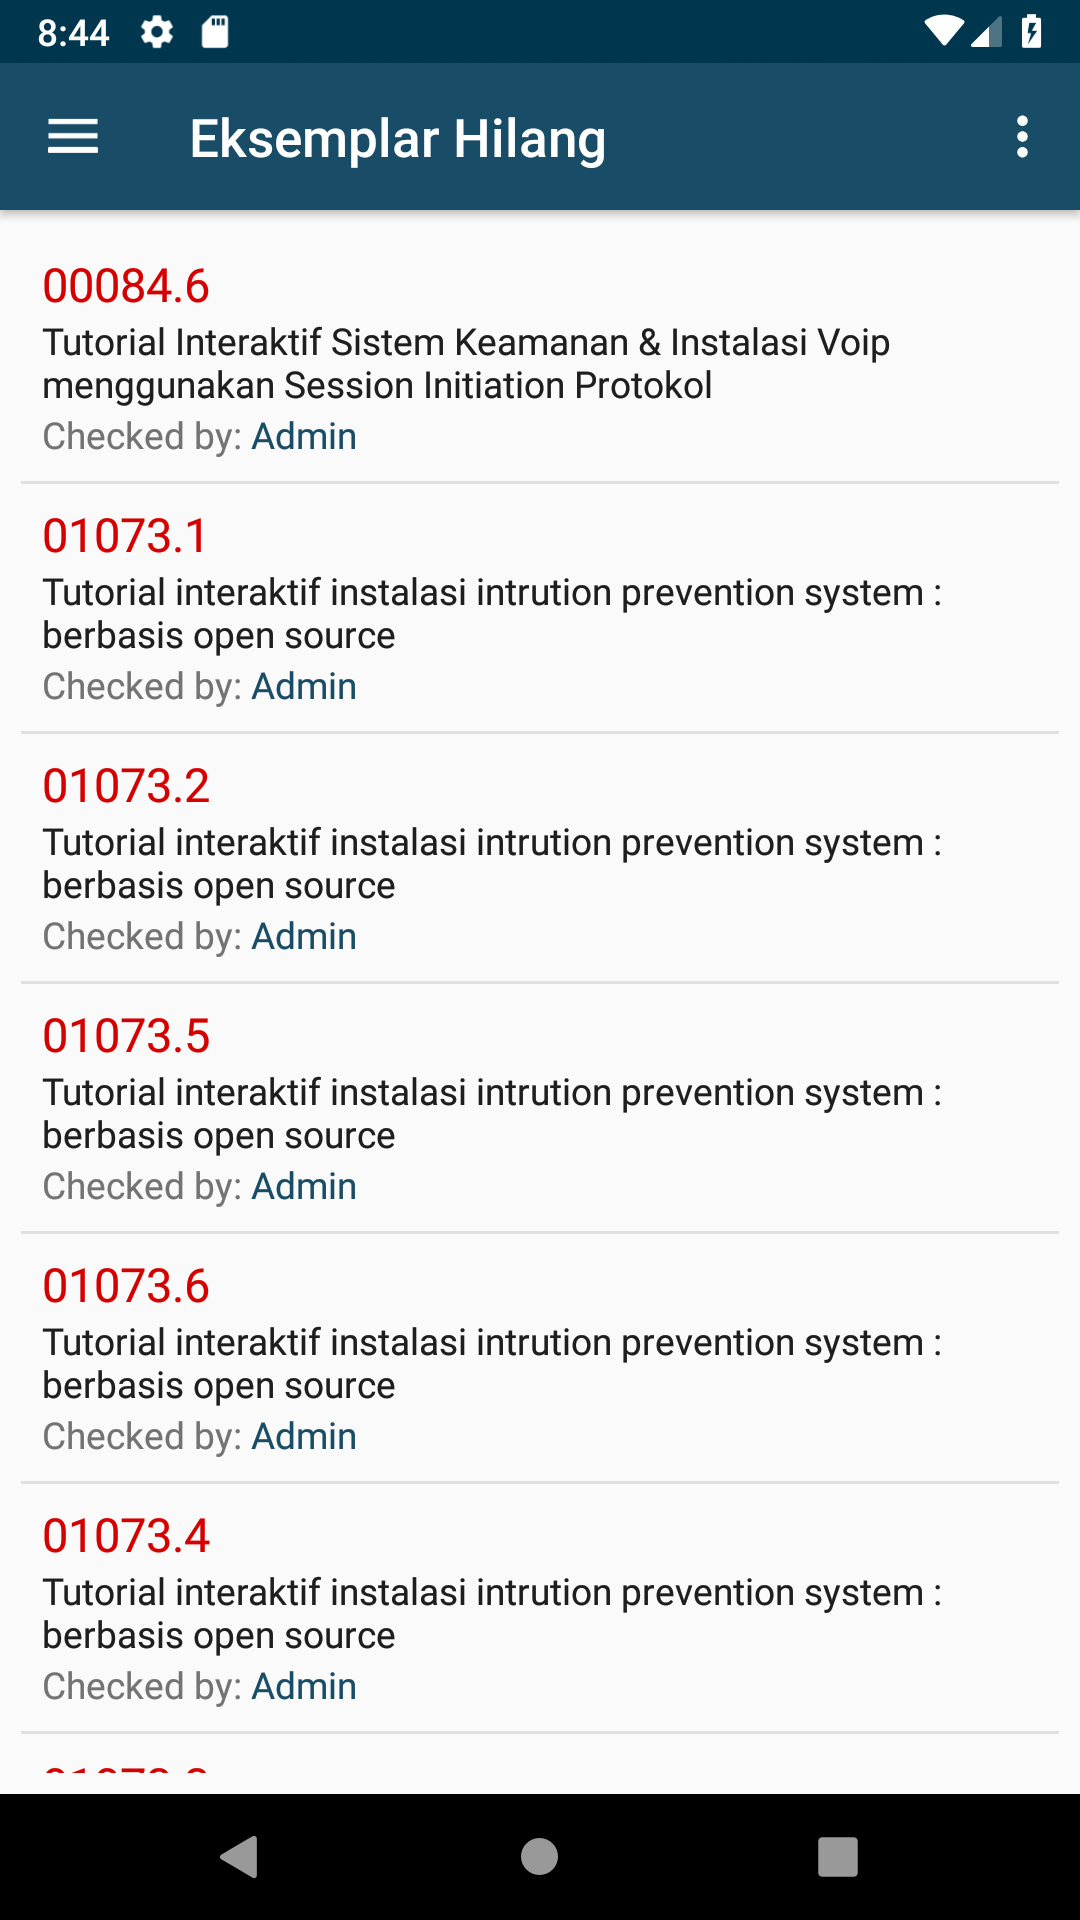 8:44
Eksemplar Hilang
00084.6
Tutorial Interaktif Sistem Keamanan & Instalasi Voip
menggunakan Session Initiation Protokol
Checked by: Admin
01073.1
Tutorial interaktif instalasi intrution prevention system :
berbasis open source
Checked by: Admin
01073.2
Tutorial interaktif instalasi intrution prevention system :
berbasis open source
Checked by: Admin
01073.5
Tutorial interaktif instalasi intrution prevention system :
berbasis open source
Checked by: Admin
01073.6
Tutorial interaktif instalasi intrution prevention system :
berbasis open source
Checked by: Admin
01073.4
Tutorial interaktif instalasi intrution prevention system :
berbasis open source
Checked by: Admin